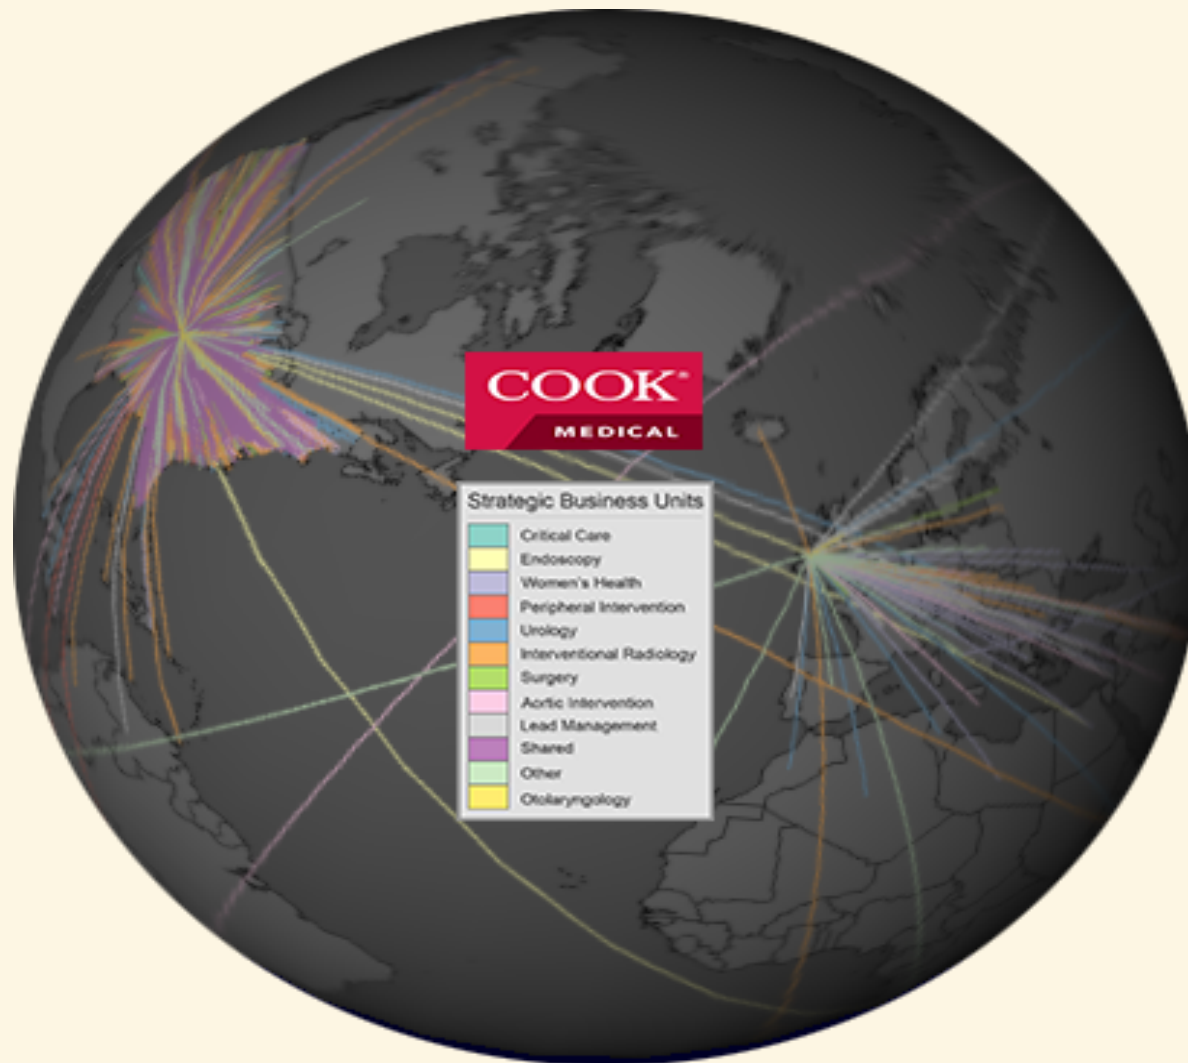 COOK®
MEDICAL
Strategic Business Units
Critical Care
Endoscopy
Women's Health
Peripheral Intervention
Urology
Interventional Radiology
Surgery
Aortic Intervention
Lead Management
Shared
Other
Otolaryngology